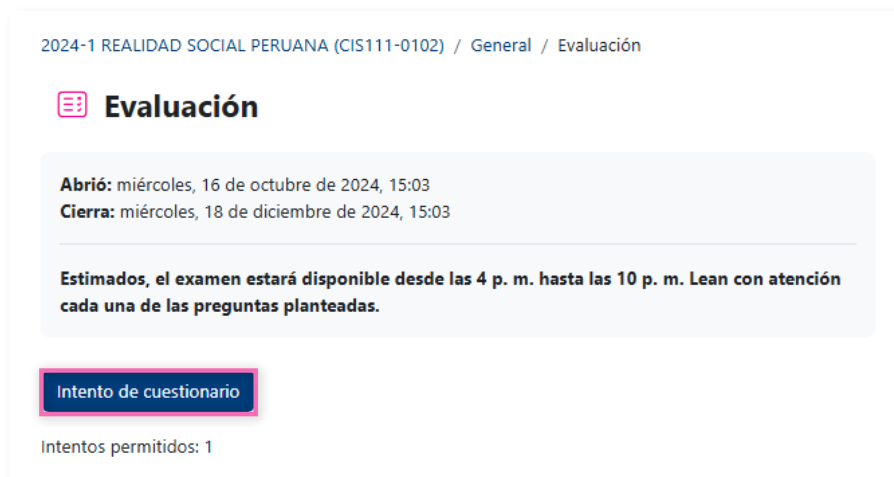 2024-1 REALIDAD SOCIAL PERUANA (CIS111-0102) / General / Evaluación
Evaluación
Abrió: miércoles, 16 de octubre de 2024, 15:03
Cierra: miércoles, 18 de diciembre de 2024, 15:03
Estimados, el examen estará disponible desde las 4 p. m. hasta las 10 p. m. Lean con atención
cada una de las preguntas planteadas.
Intento de cuestionario
Intentos permitidos: 1